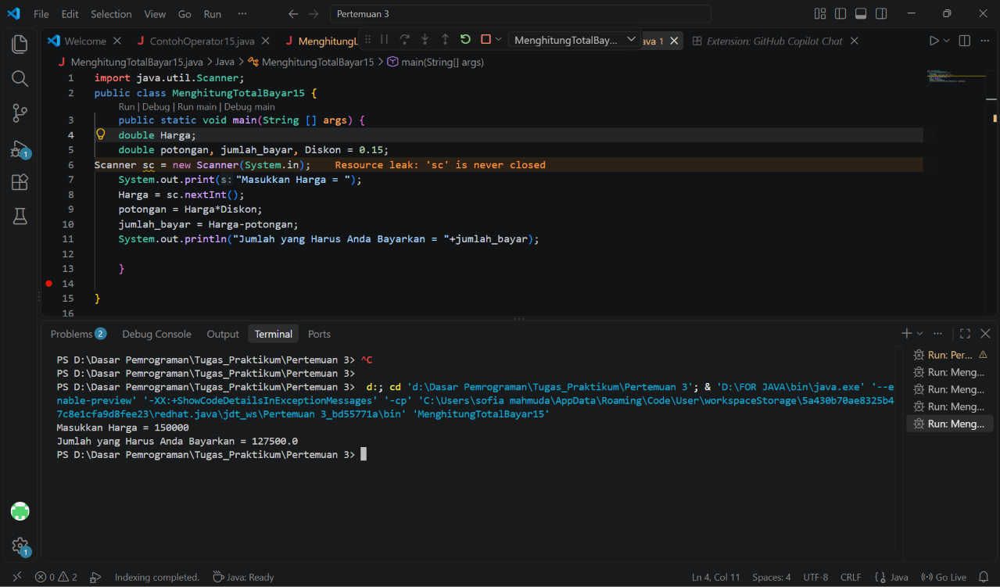 File Edit Selection View Go Run ··· Pertemuan 3
Welcome ContohOperator15.java MenghitungL MenghitungTotalBay... ava 1 Extension: GitHub Copilot Chat
MenghitungTotalBayar15.java > Java > MenghitungTotalBayar15 > main(String[] args)
1 import java.util.Scanner;
2 public class MenghitungTotalBayar15 {
Run | Debug | Run main | Debug main
3 public static void main(String [] args) {
4 double Harga;
5 double potongan, jumlah_bayar, Diskon = 0.15;
6 Scanner sc = new Scanner(System.in); Resource leak: 'sc' is never closed
7 System.out.print(s: "Masukkan Harga = ");
8 Harga = sc.nextInt();
9 potongan = Harga*Diskon;
10 jumlah_bayar = Harga-potongan;
11 System.out.println("Jumlah yang Harus Anda Bayarkan = "+jumlah_bayar);
12
13 }
14
15 }
16
1
Problems 2 Debug Console Output Terminal Ports
PS D:\Dasar Pemrograman\Tugas_Praktikum\Pertemuan 3> ^C
PS D:\Dasar Pemrograman\Tugas_Praktikum\Pertemuan 3>
PS D:\Dasar Pemrograman\Tugas_Praktikum\Pertemuan 3> d:; cd 'd:\Dasar Pemrograman\Tugas_Praktikum\Pertemuan 3'; & 'D:\FOR JAVA\bin\java.exe' '--e
nable-preview' '-XX:+ShowCodeDetailsInExceptionMessages' '-cp' 'C:\Users\sofia mahmuda\AppData\Roaming\Code\User\workspaceStorage\5a430b70ae8325b4
7c8e1cfa9d8fee23\redhat.java\jdt_ws\Pertemuan 3_bd55771a\bin' 'MenghitungTotalBayar15'
Masukkan Harga = 150000
Jumlah yang Harus Anda Bayarkan = 127500.0
PS D:\Dasar Pemrograman\Tugas_Praktikum\Pertemuan 3>
Run: Per...
Run: Meng...
Run: Meng...
Run: Meng...
Run: Meng...
1
0 2 Indexing completed. Java: Ready Ln 4, Col 11 Spaces: 4 UTF-8 CRLF {} Java Go Live